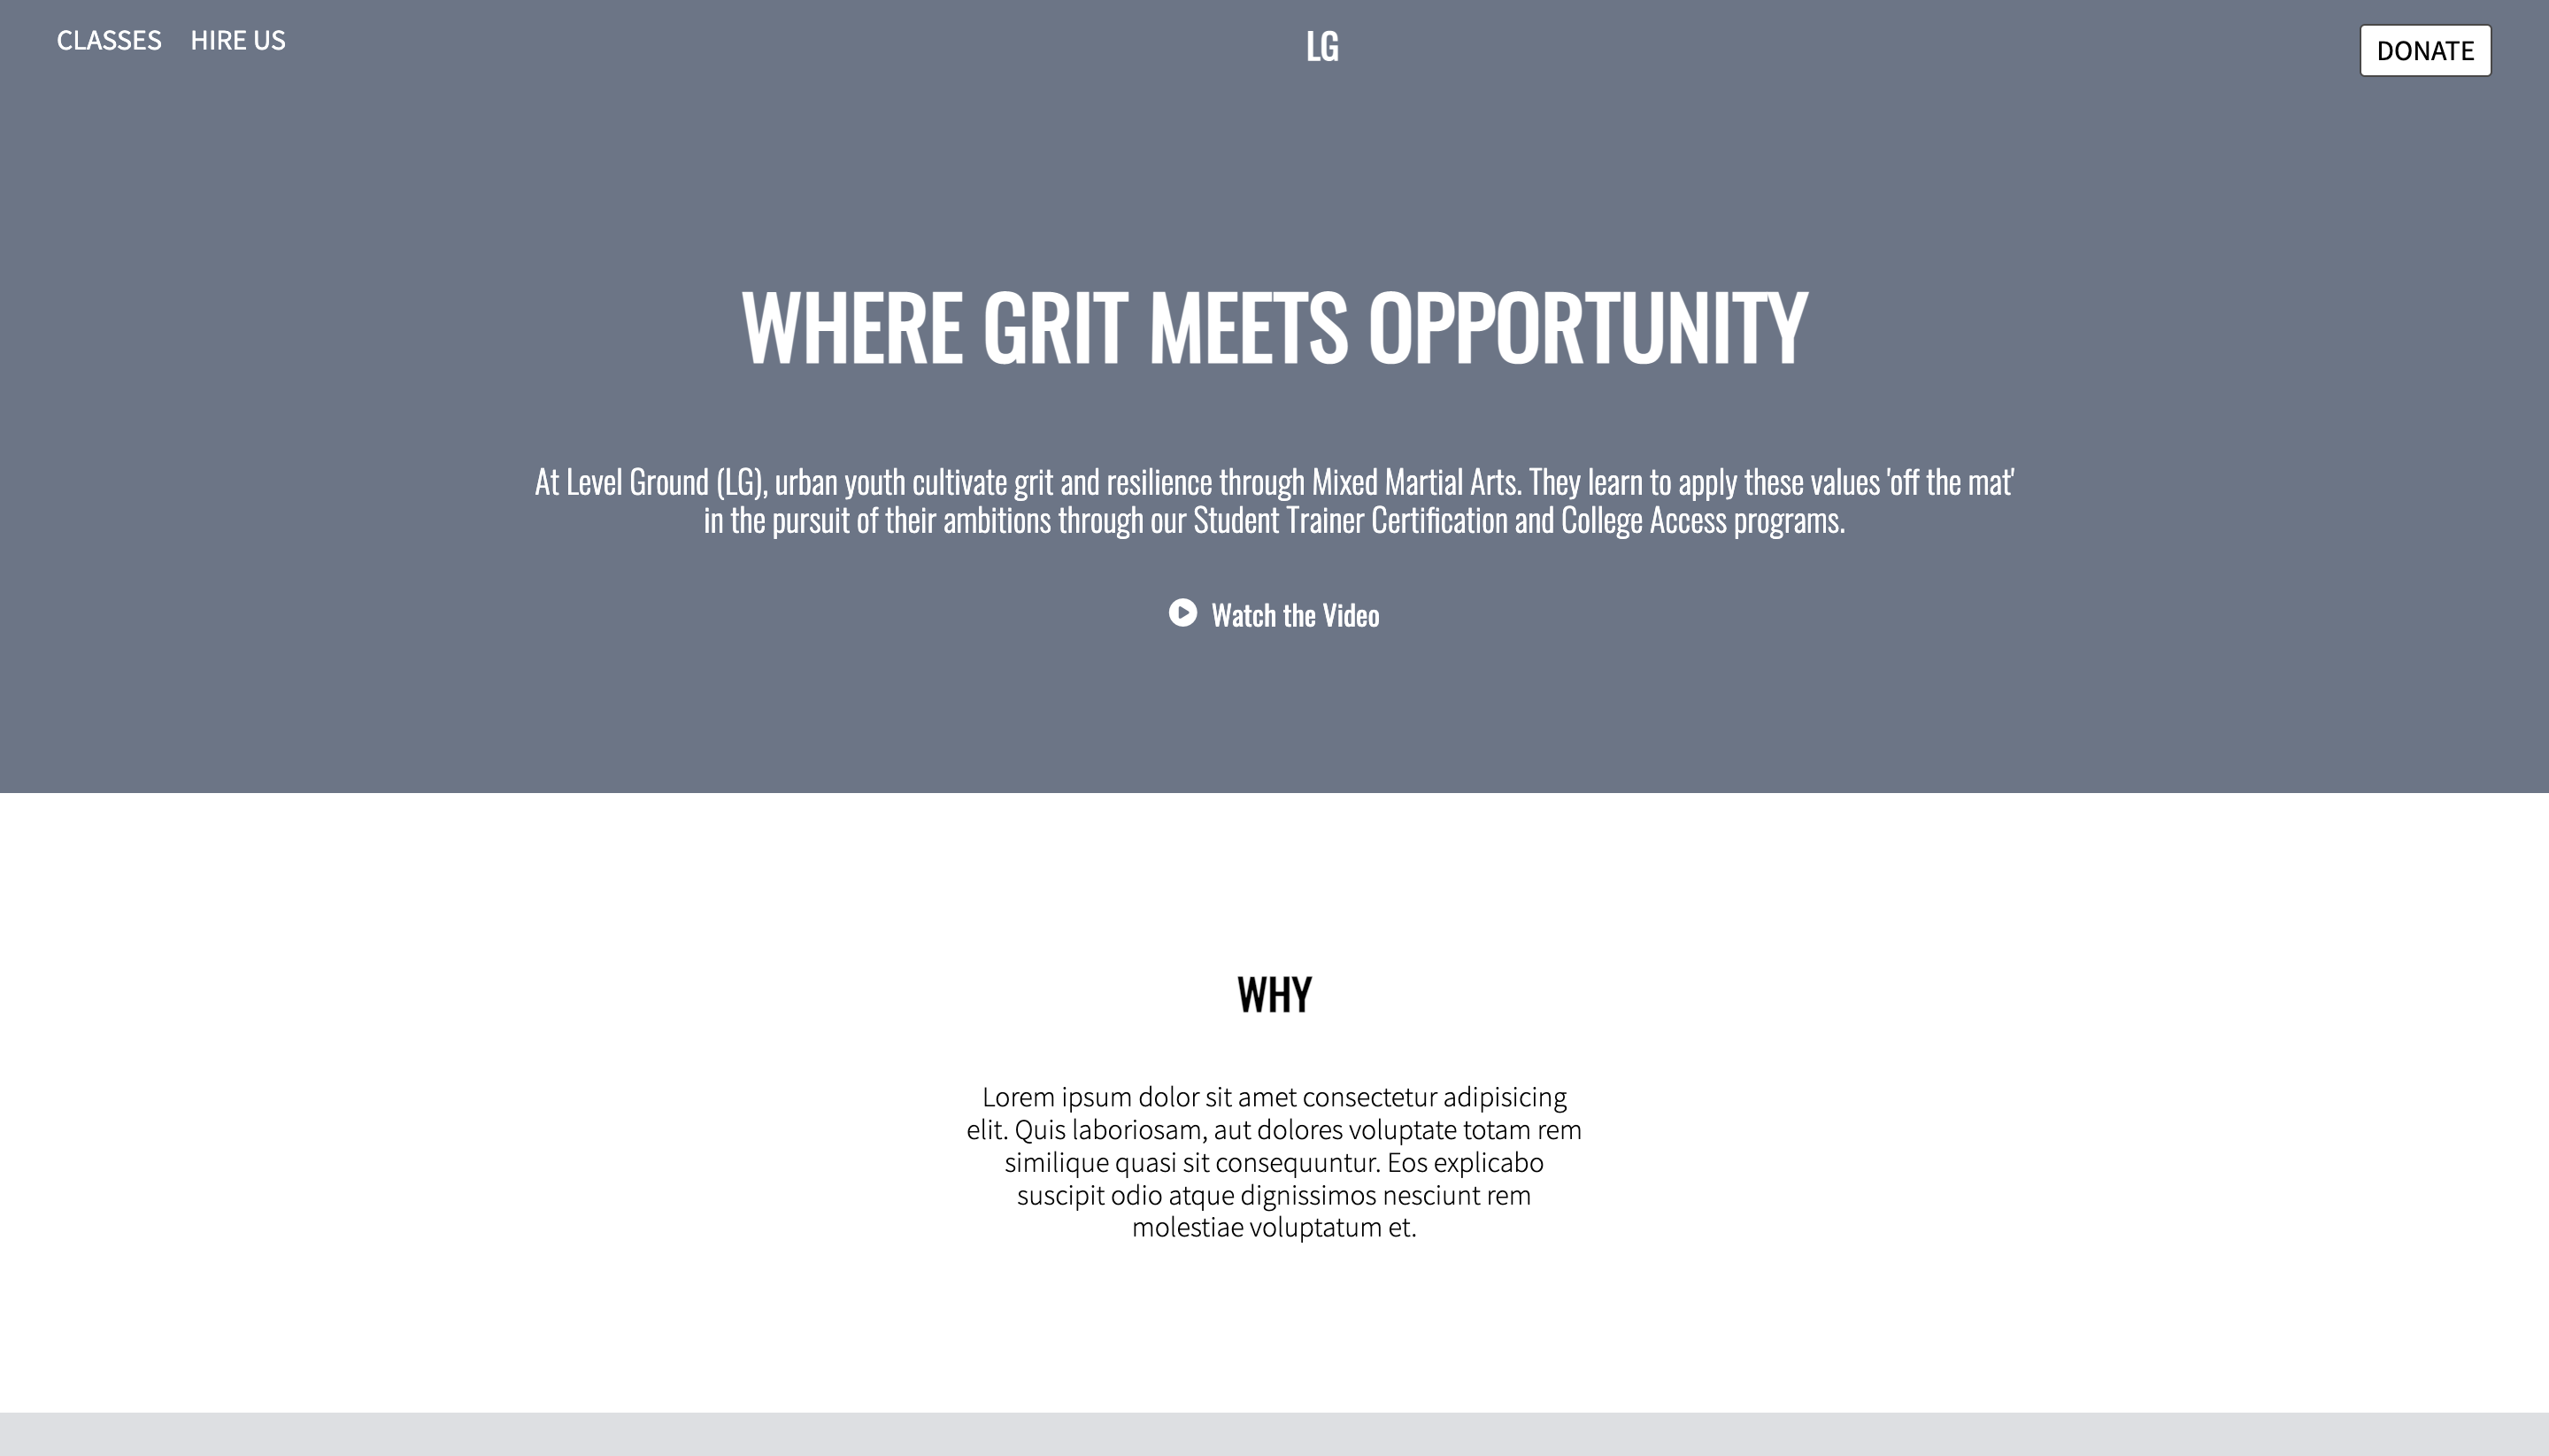 CLASSES HIRE US LG DONATE
WHERE GRIT MEETS OPPORTUNITY
At Level Ground (LG), urban youth cultivate grit and resilience through Mixed Martial Arts. They learn to apply these values 'off the mat'
in the pursuit of their ambitions through our Student Trainer Certification and College Access programs.
Watch the Video
WHY
Lorem ipsum dolor sit amet consectetur adipisicing
elit. Quis laboriosam, aut dolores voluptate totam rem
similique quasi sit consequuntur. Eos explicabo
suscipit odio atque dignissimos nesciunt rem
molestiae voluptatum et.